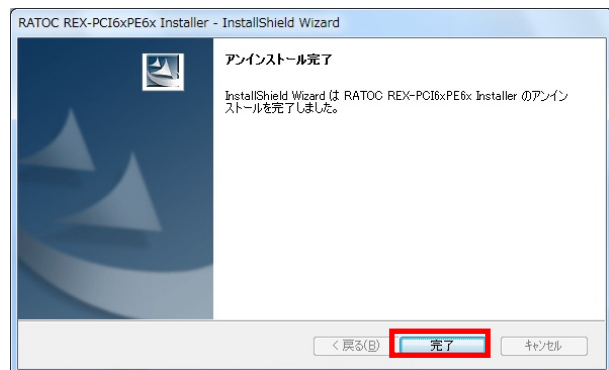 RATOC REX-PCI6xPE6x Installer - InstallShield Wizard
アンインストール完了
InstallShield Wizard は RATOC REX-PCI6xPE6x Installer のアンイン
ストールを完了しました。
< 戻る(B)
完了
キャンセル